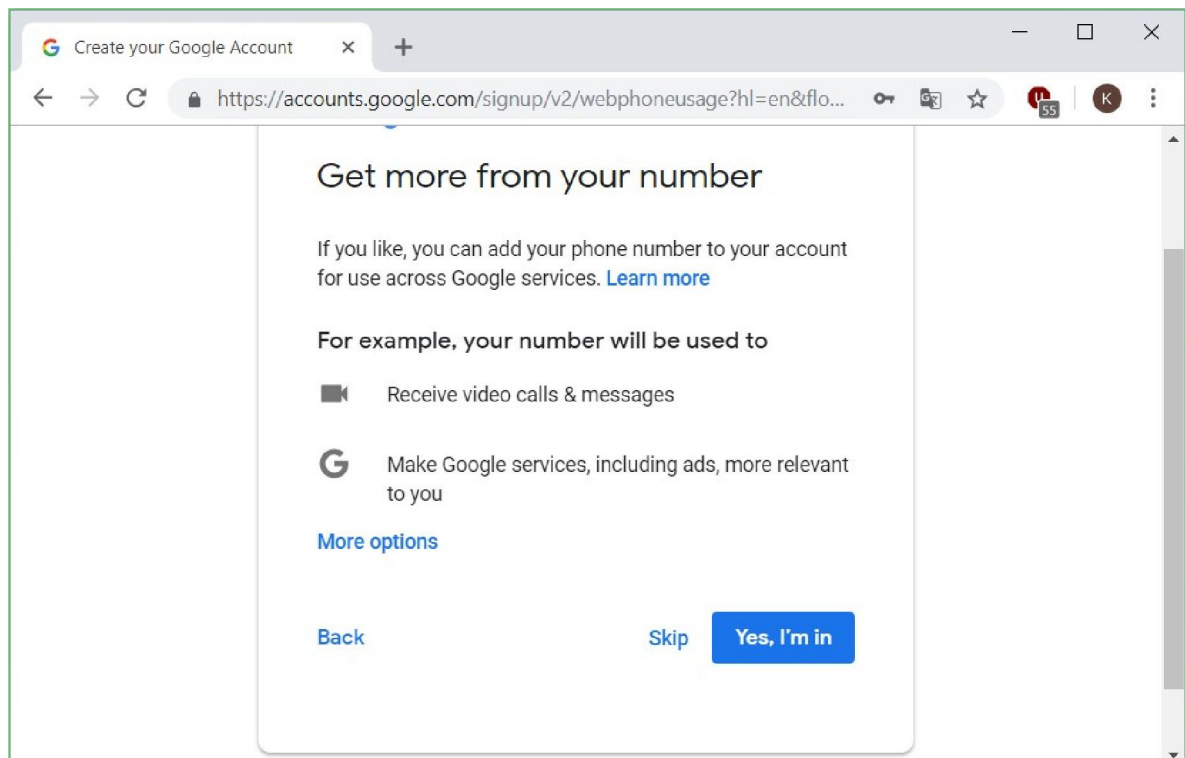 Create your Google Account
https://accounts.google.com/signup/v2/webphoneusage?hl=en&flo...
55
K
Get more from your number
If you like, you can add your phone number to your account
for use across Google services. Learn more
For example, your number will be used to
Receive video calls & messages
Make Google services, including ads, more relevant
to you
More options
Back Skip Yes, I'm in